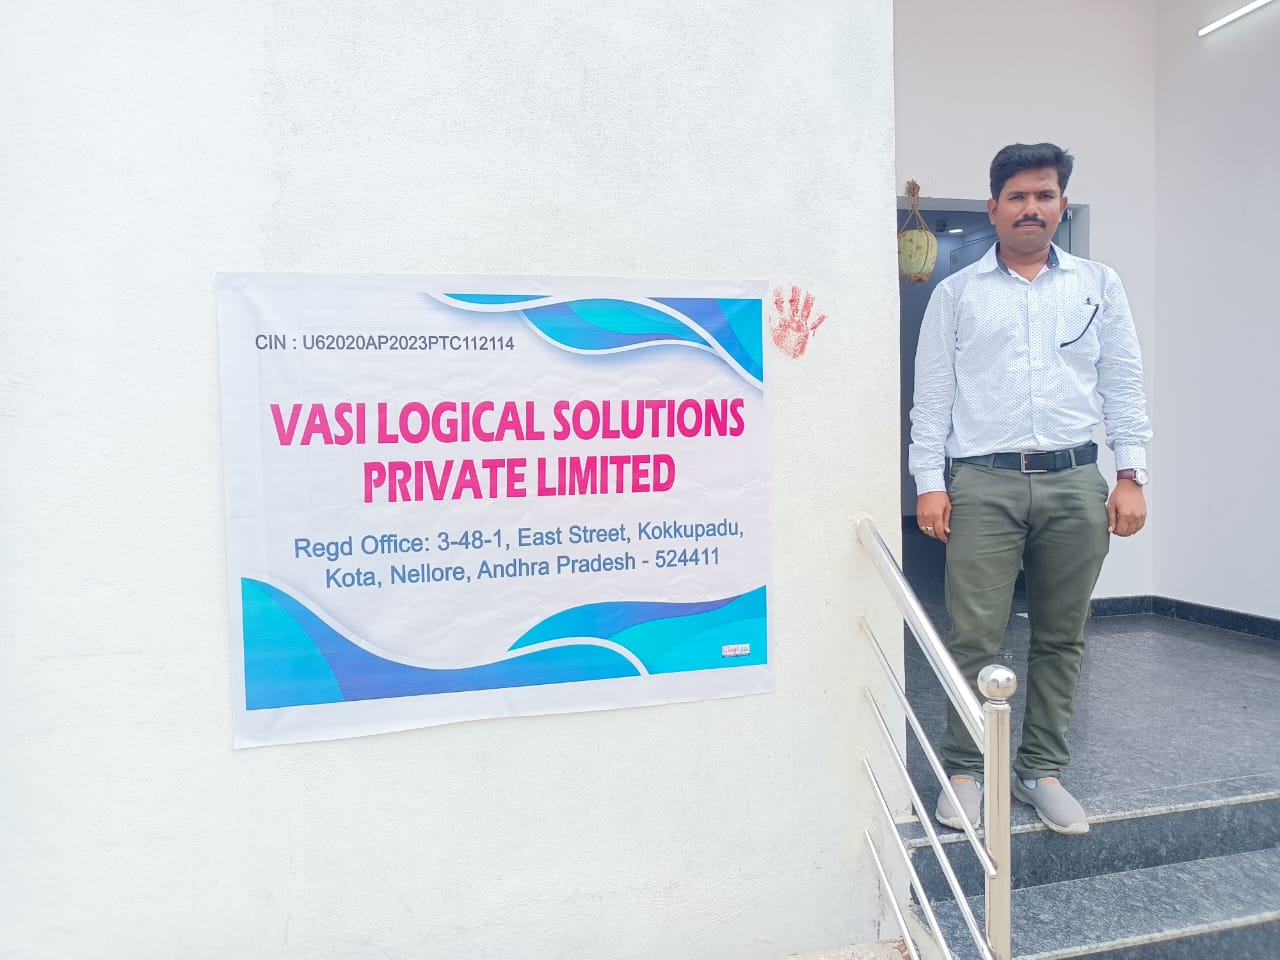 CIN : U62020AP2023PTC112114
VASI LOGICAL SOLUTIONS
PRIVATE LIMITED
Regd Office: 3-48-1, East Street, Kokkupadu,
Kota, Nellore, Andhra Pradesh - 524411